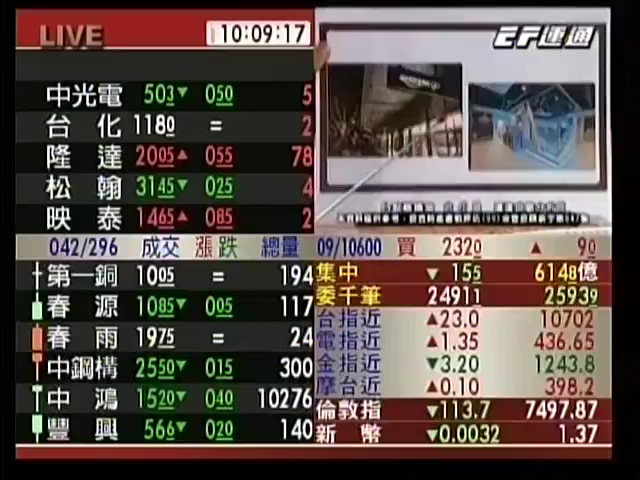 LIVE 10:09:17
EF運通
中光電 503▼ 050 5
台化 1180 = 2
隆達 2005▲ 055 78
松翰 3145▼ 025 4
映泰 1465▲ 085 2
042/296 成交 漲跌 總量
第一銅 1005 = 194
春源 1085▼ 005 117
春雨 1975 = 24
中鋼構 2550▼ 015 300
中鴻 1520▼ 040 10276
豐興 566▼ 020 140
09/10600 買 2320 ▲ 90
集中 ▼ 155 6148億
委千筆 24911 25939
台指近 ▲23.0 10702
電指近 ▲1.35 436.65
金指近 ▼3.20 1243.8
摩台近 ▲0.10 398.2
倫敦指 ▼113.7 7497.87
新幣 ▼0.0032 1.37